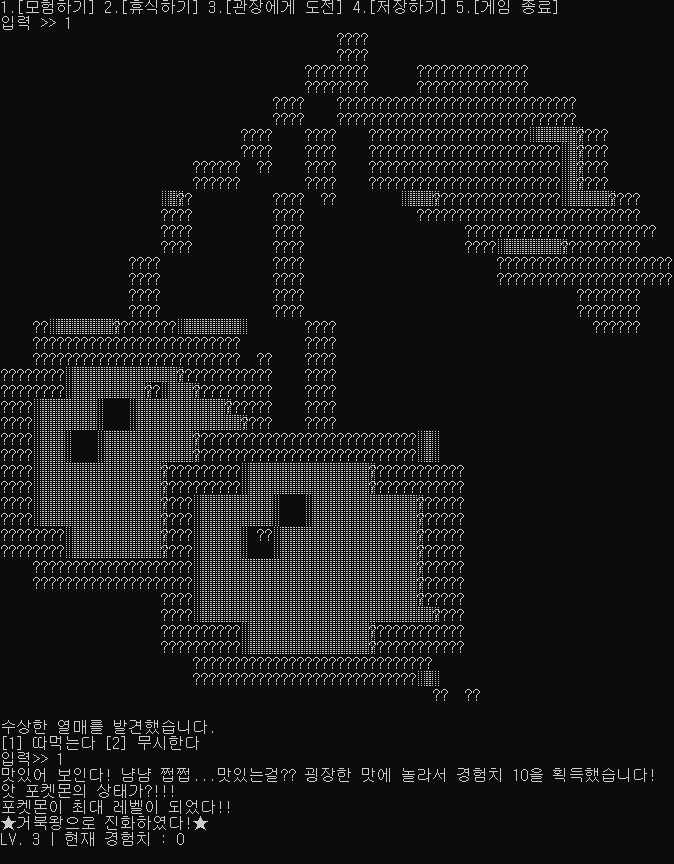 1.[모험하기] 2.[휴식하기] 3.[관장에게 도전] 4.[저장하기] 5.[게임 종료]
입력 >> 1
수상한 열매를 발견했습니다.
[1] 따먹는다 [2] 무시한다
입력>> 1
맛있어 보인다! 냠냠 쩝쩝...맛있는걸?? 굉장한 맛에 놀라서 경험치 10을 획득했습니다!
앗 포켓몬의 상태가?!!!
포켓몬이 최대 레벨이 되었다!!
★거북왕으로 진화하였다!★
LV. 3 | 현재 경험치 : 0